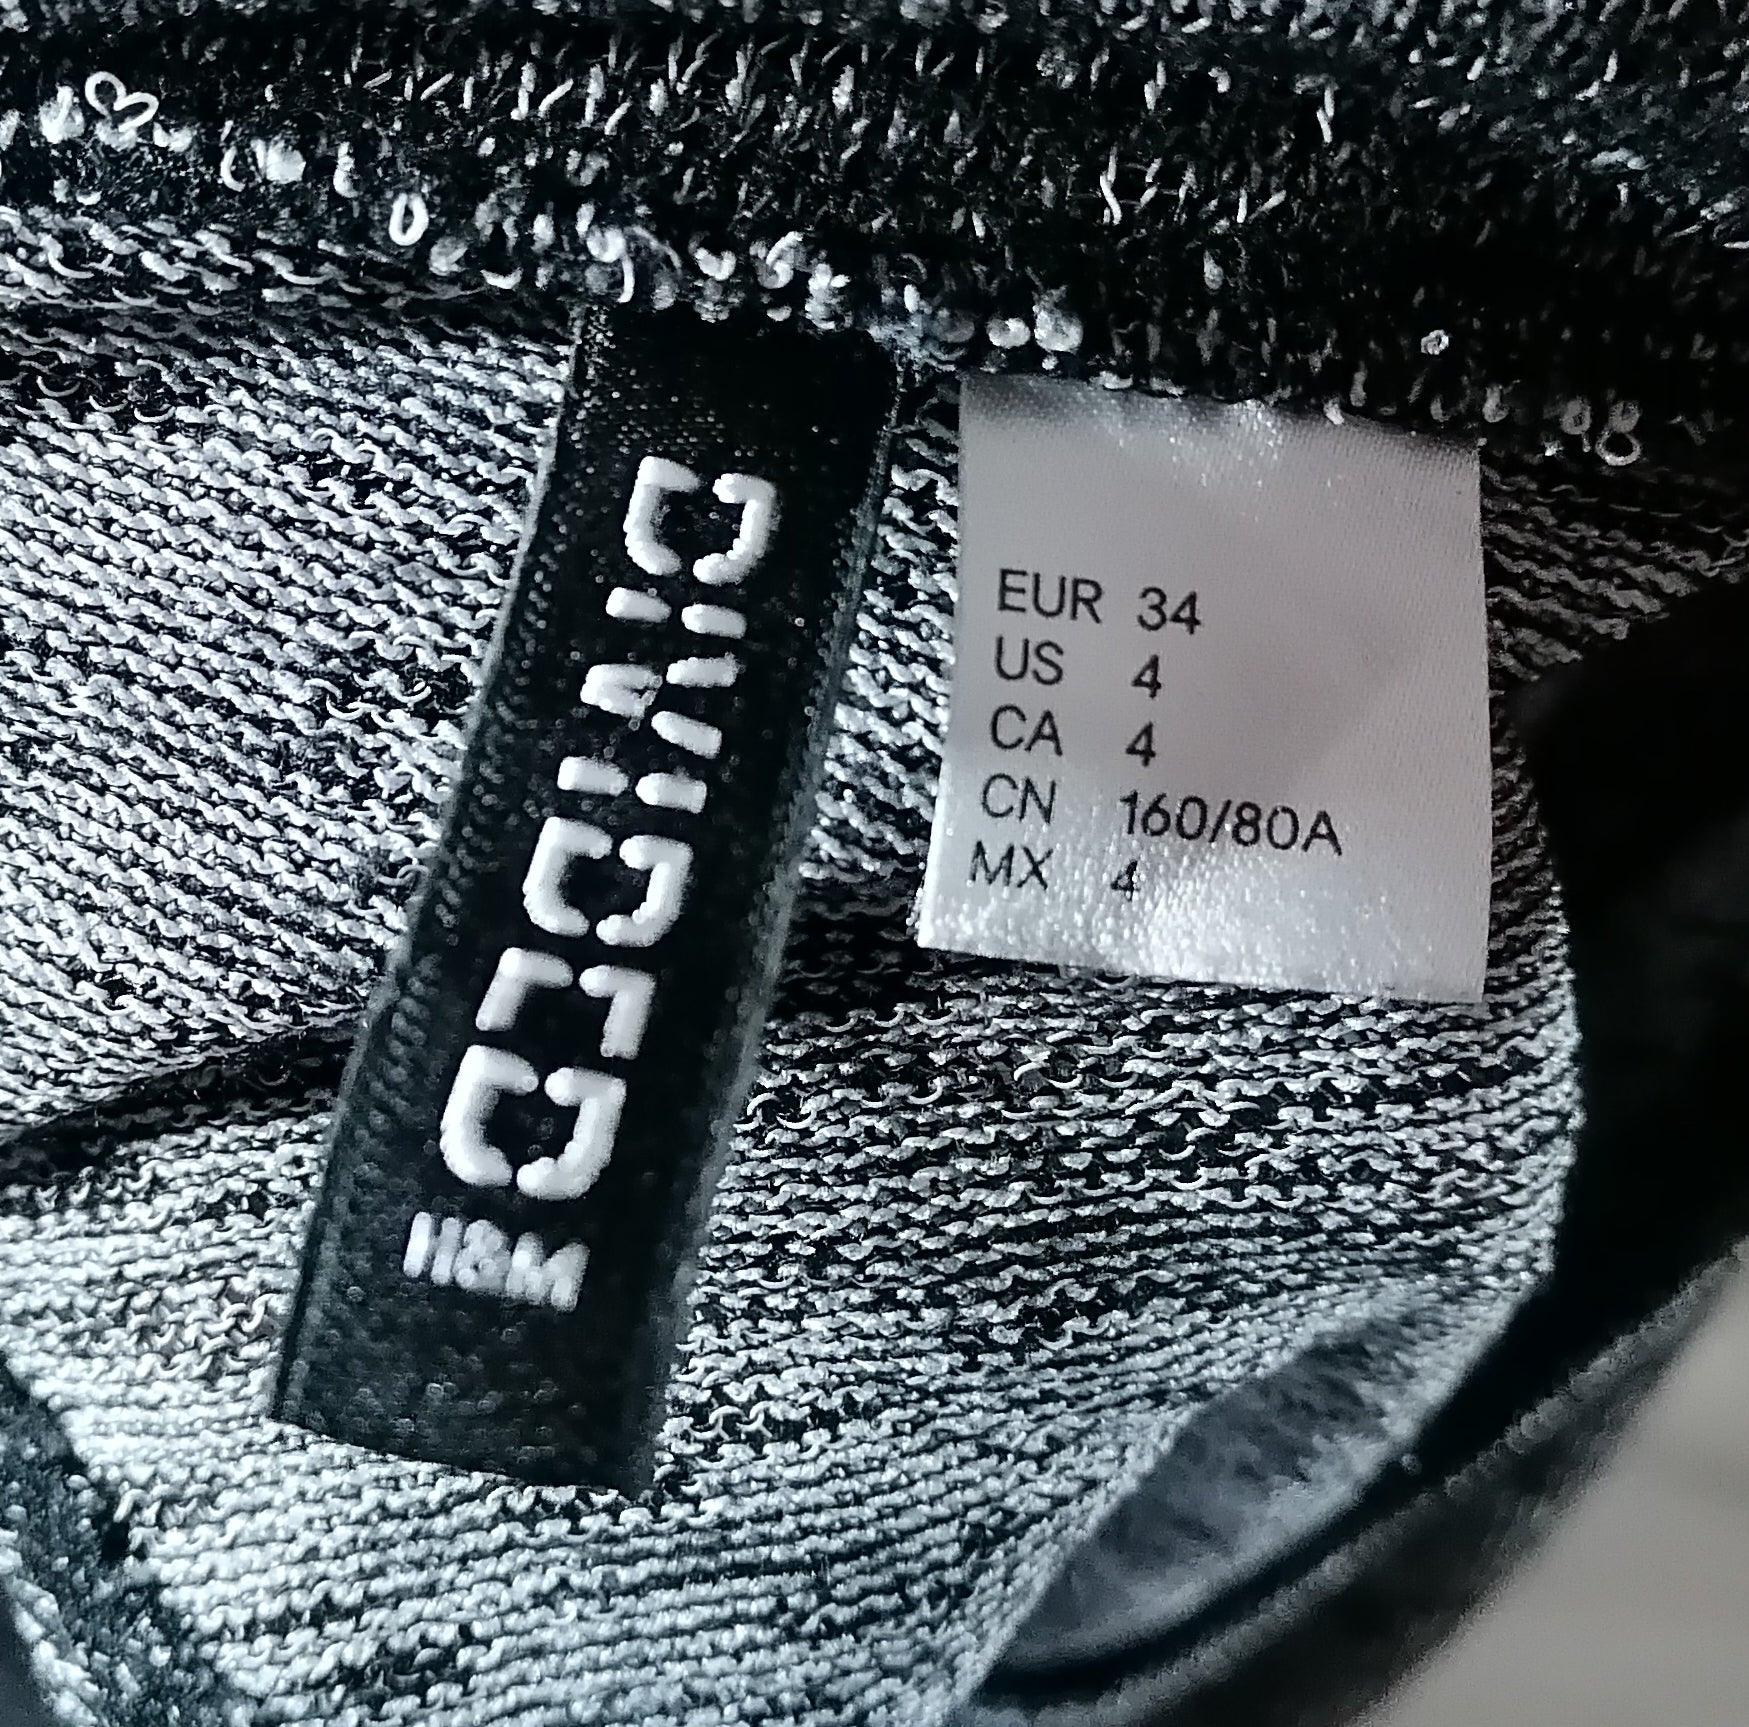 DIVIDED
H&M
EUR 34
US 4
CA 4
CN 160/80A
MX 4